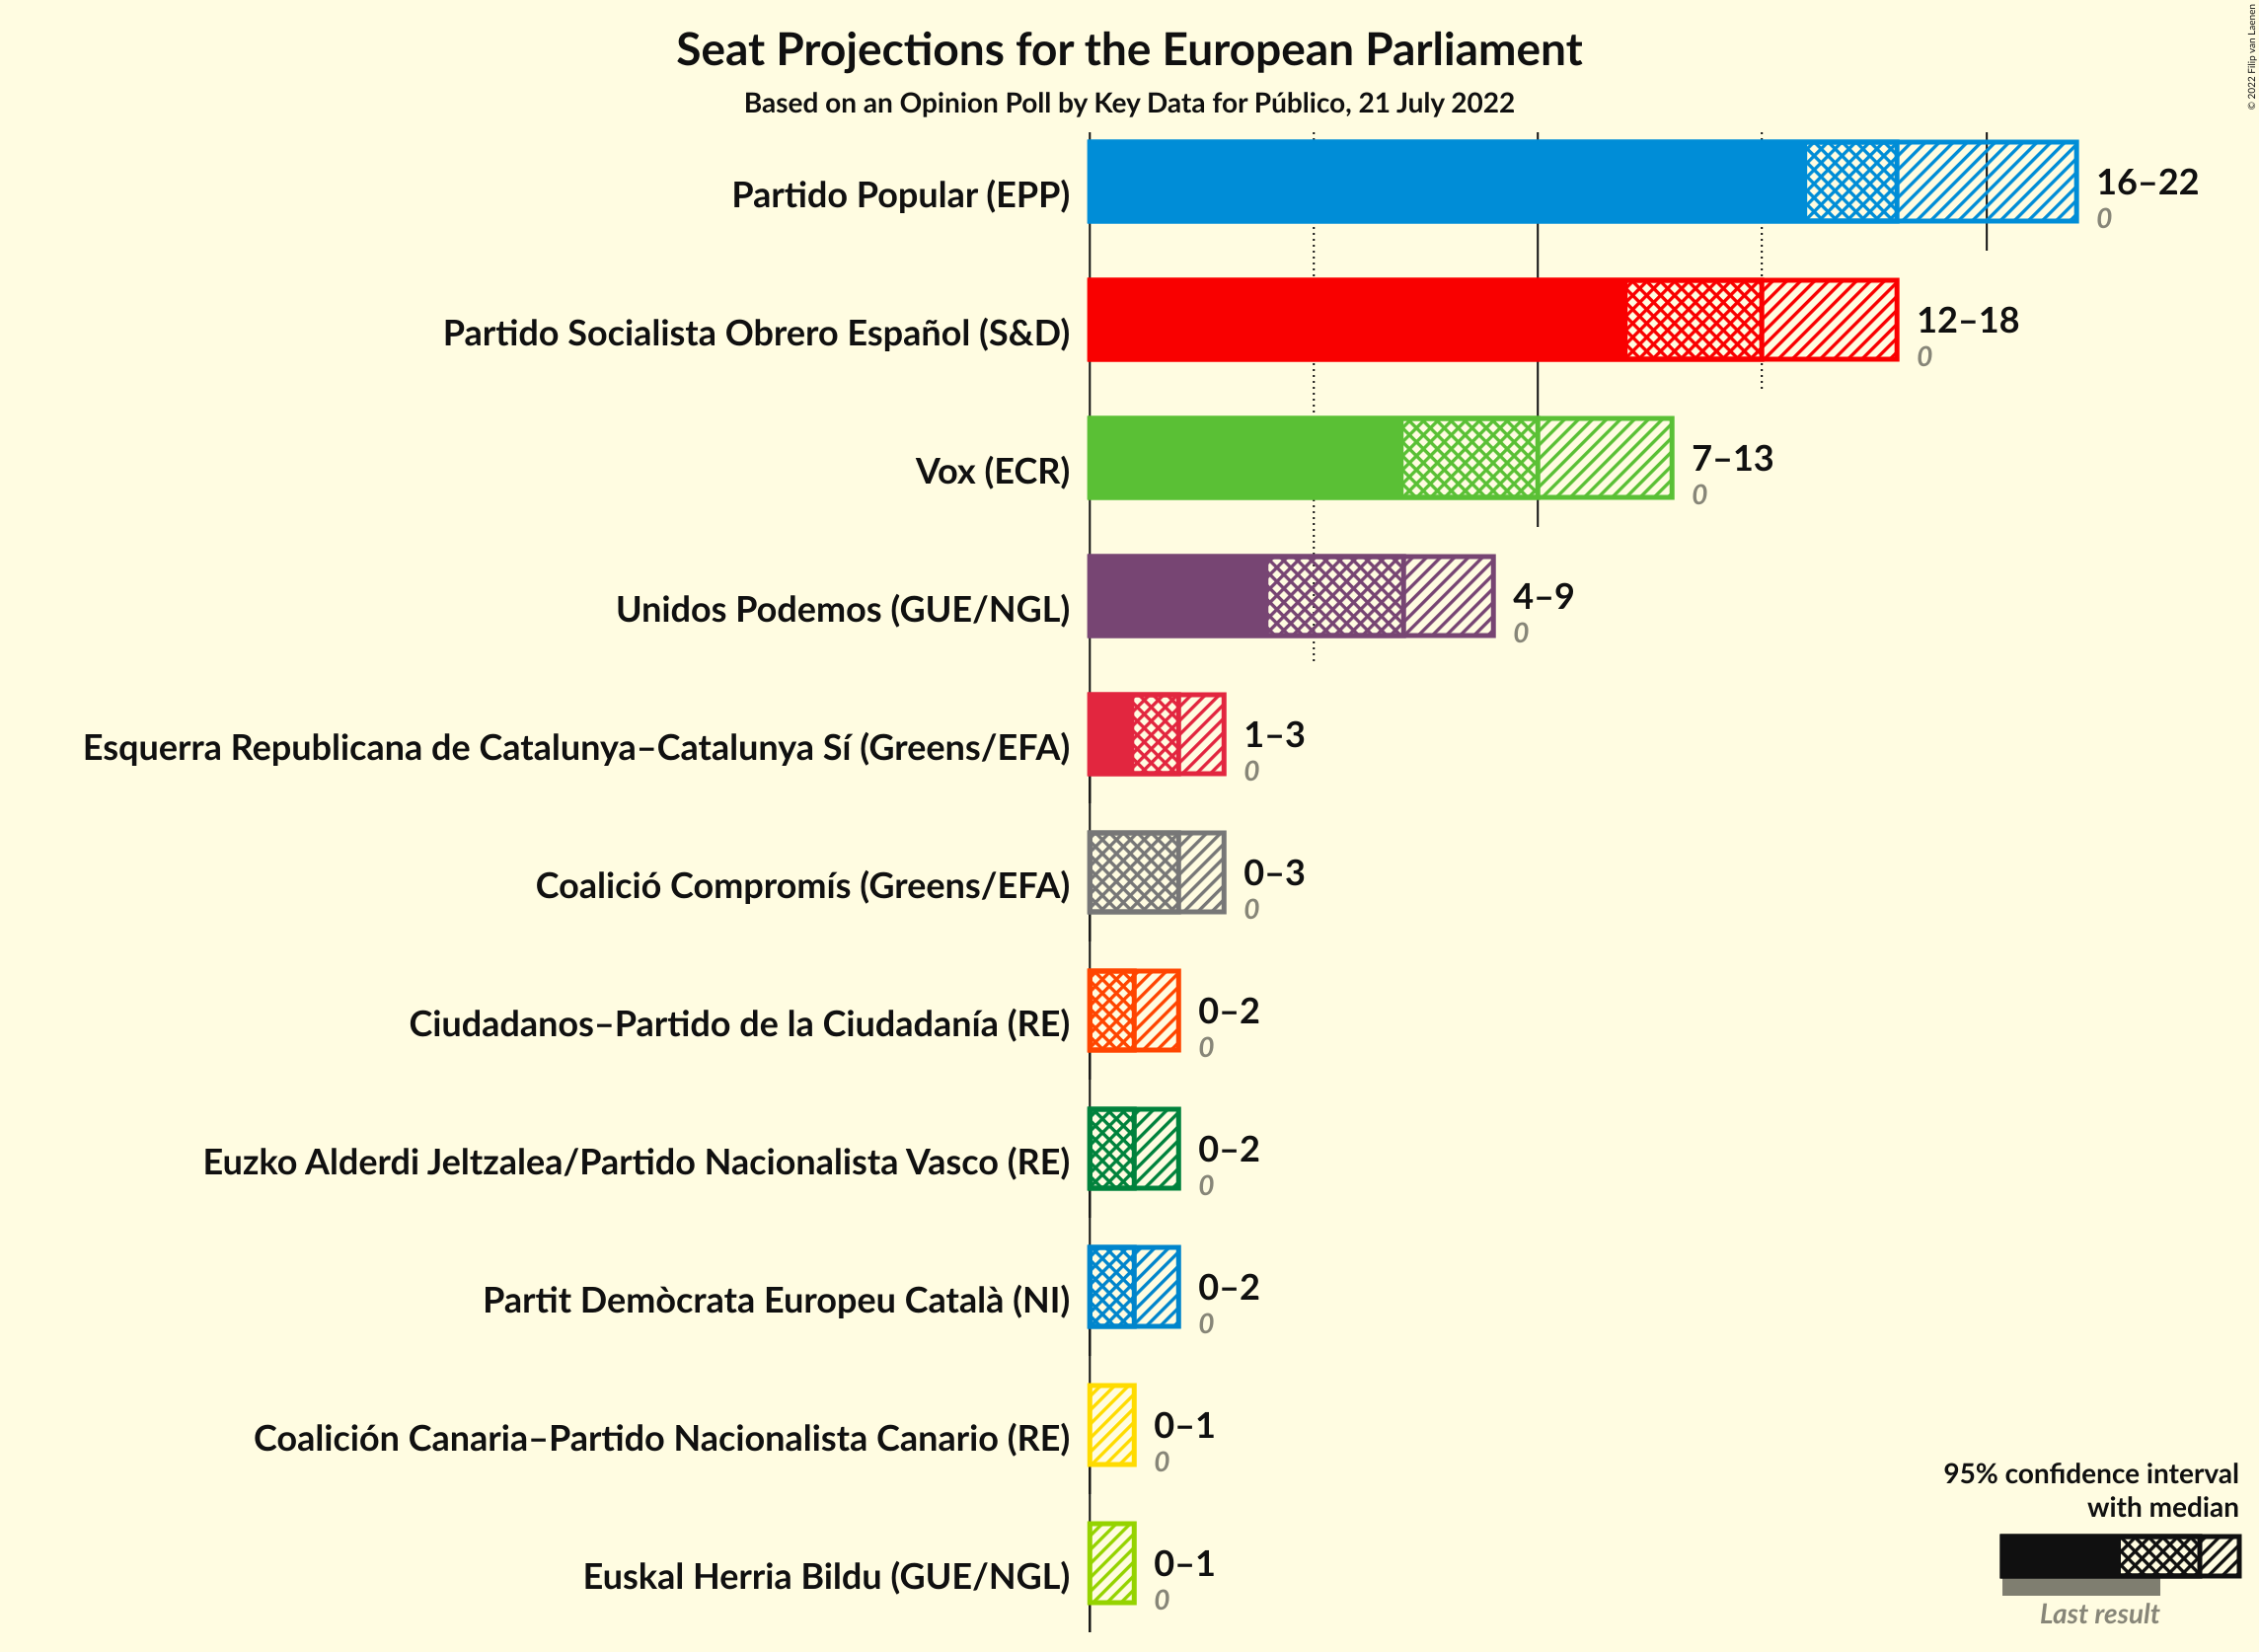 Seat Projections for the European Parliament
Based on an Opinion Poll by Key Data for Público, 21 July 2022
© 2022 Filip van Laenen
Partido Popular (EPP)
16–22
0
Partido Socialista Obrero Español (S&D)
12–18
0
Vox (ECR)
7–13
0
Unidos Podemos (GUE/NGL)
4–9
0
Esquerra Republicana de Catalunya–Catalunya Sí (Greens/EFA)
1–3
0
Coalició Compromís (Greens/EFA)
0–3
0
Ciudadanos–Partido de la Ciudadanía (RE)
0–2
0
Euzko Alderdi Jeltzalea/Partido Nacionalista Vasco (RE)
0–2
0
Partit Demòcrata Europeu Català (NI)
0–2
0
Coalición Canaria–Partido Nacionalista Canario (RE)
0–1
0
Euskal Herria Bildu (GUE/NGL)
0–1
0
95% confidence interval
with median
Last result